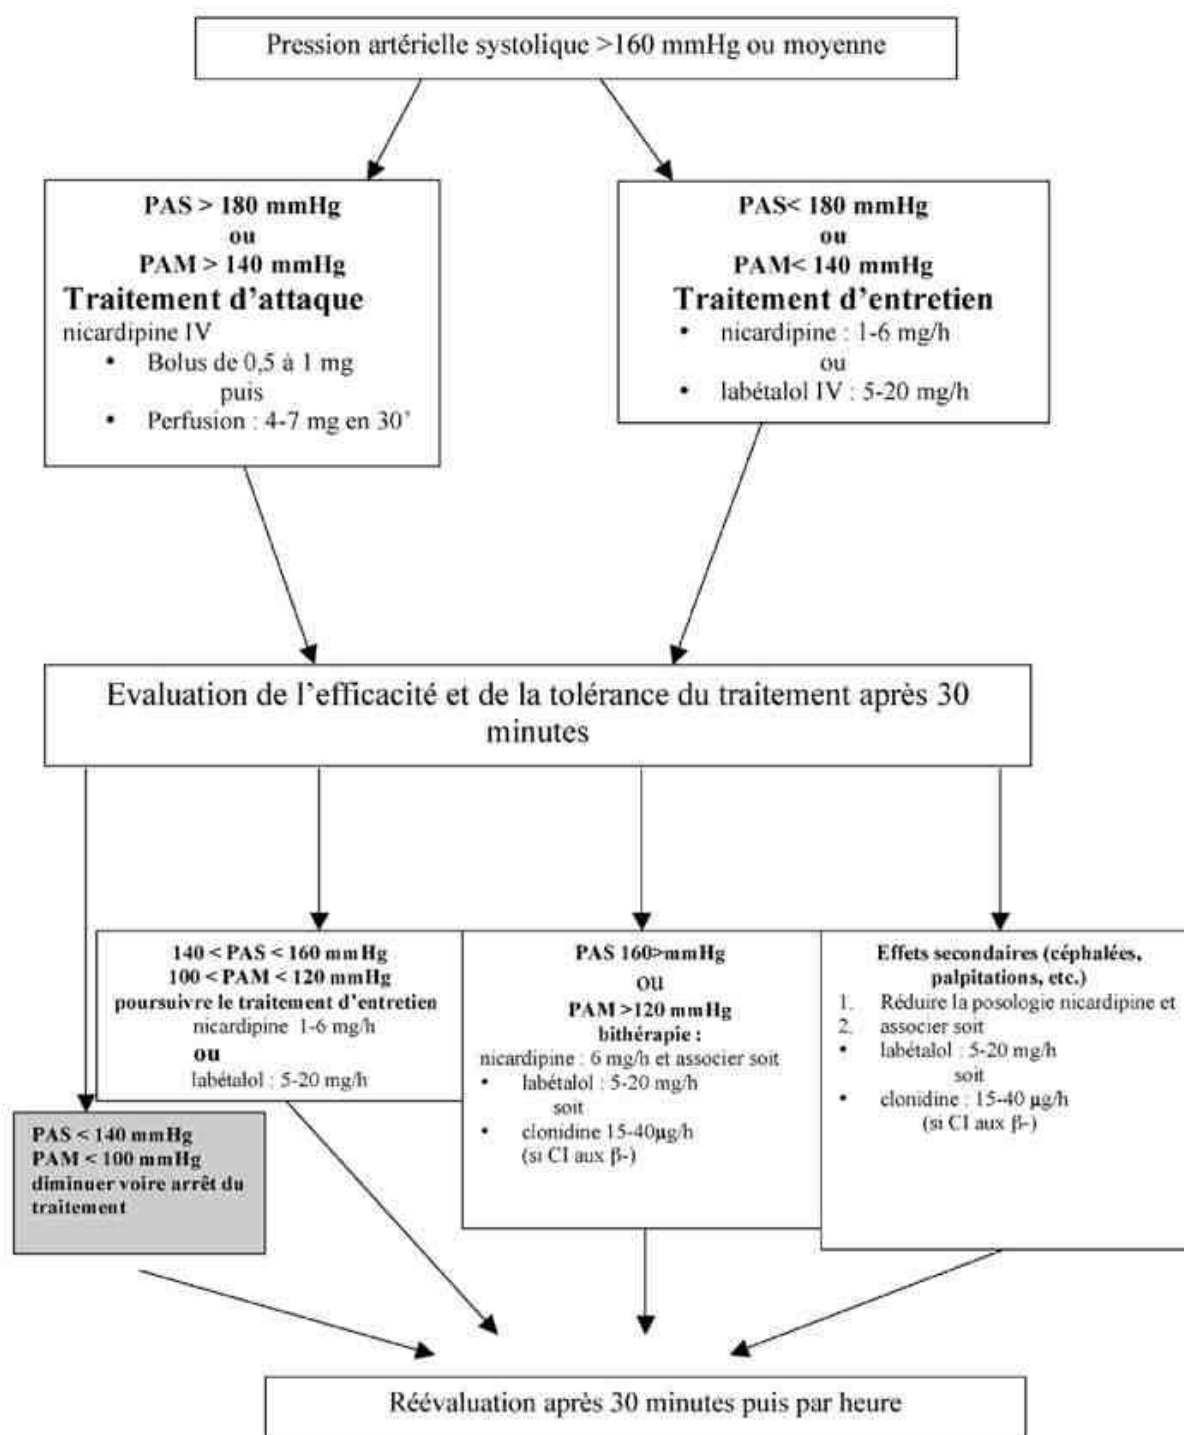 Pression artérielle systolique >160 mmHg ou moyenne
PAS > 180 mmHg
ou
PAM > 140 mmHg
Traitement d'attaque
nicardipine IV
• Bolus de 0,5 à 1 mg
puis
• Perfusion : 4-7 mg en 30'
PAS< 180 mmHg
ou
PAM< 140 mmHg
Traitement d'entretien
• nicardipine : 1-6 mg/h
ou
• labétalol IV : 5-20 mg/h
Evaluation de l'efficacité et de la tolérance du traitement après 30
minutes
PAS < 140 mmHg
PAM < 100 mmHg
diminuer voire arrêt du
traitement
140 < PAS < 160 mmHg
100 < PAM < 120 mmHg
poursuivre le traitement d'entretien
nicardipine 1-6 mg/h
ou
labétalol : 5-20 mg/h
PAS 160>mmHg
ou
PAM >120 mmHg
bithérapie :
nicardipine : 6 mg/h et associer soit
• labétalol : 5-20 mg/h
soit
• clonidine 15-40µg/h
(si CI aux β-)
Effets secondaires (céphalées,
palpitations, etc.)
1. Réduire la posologie nicardipine et
2. associer soit
• labétalol : 5-20 mg/h
soit
• clonidine : 15-40 µg/h
(si CI aux β-)
Réévaluation après 30 minutes puis par heure